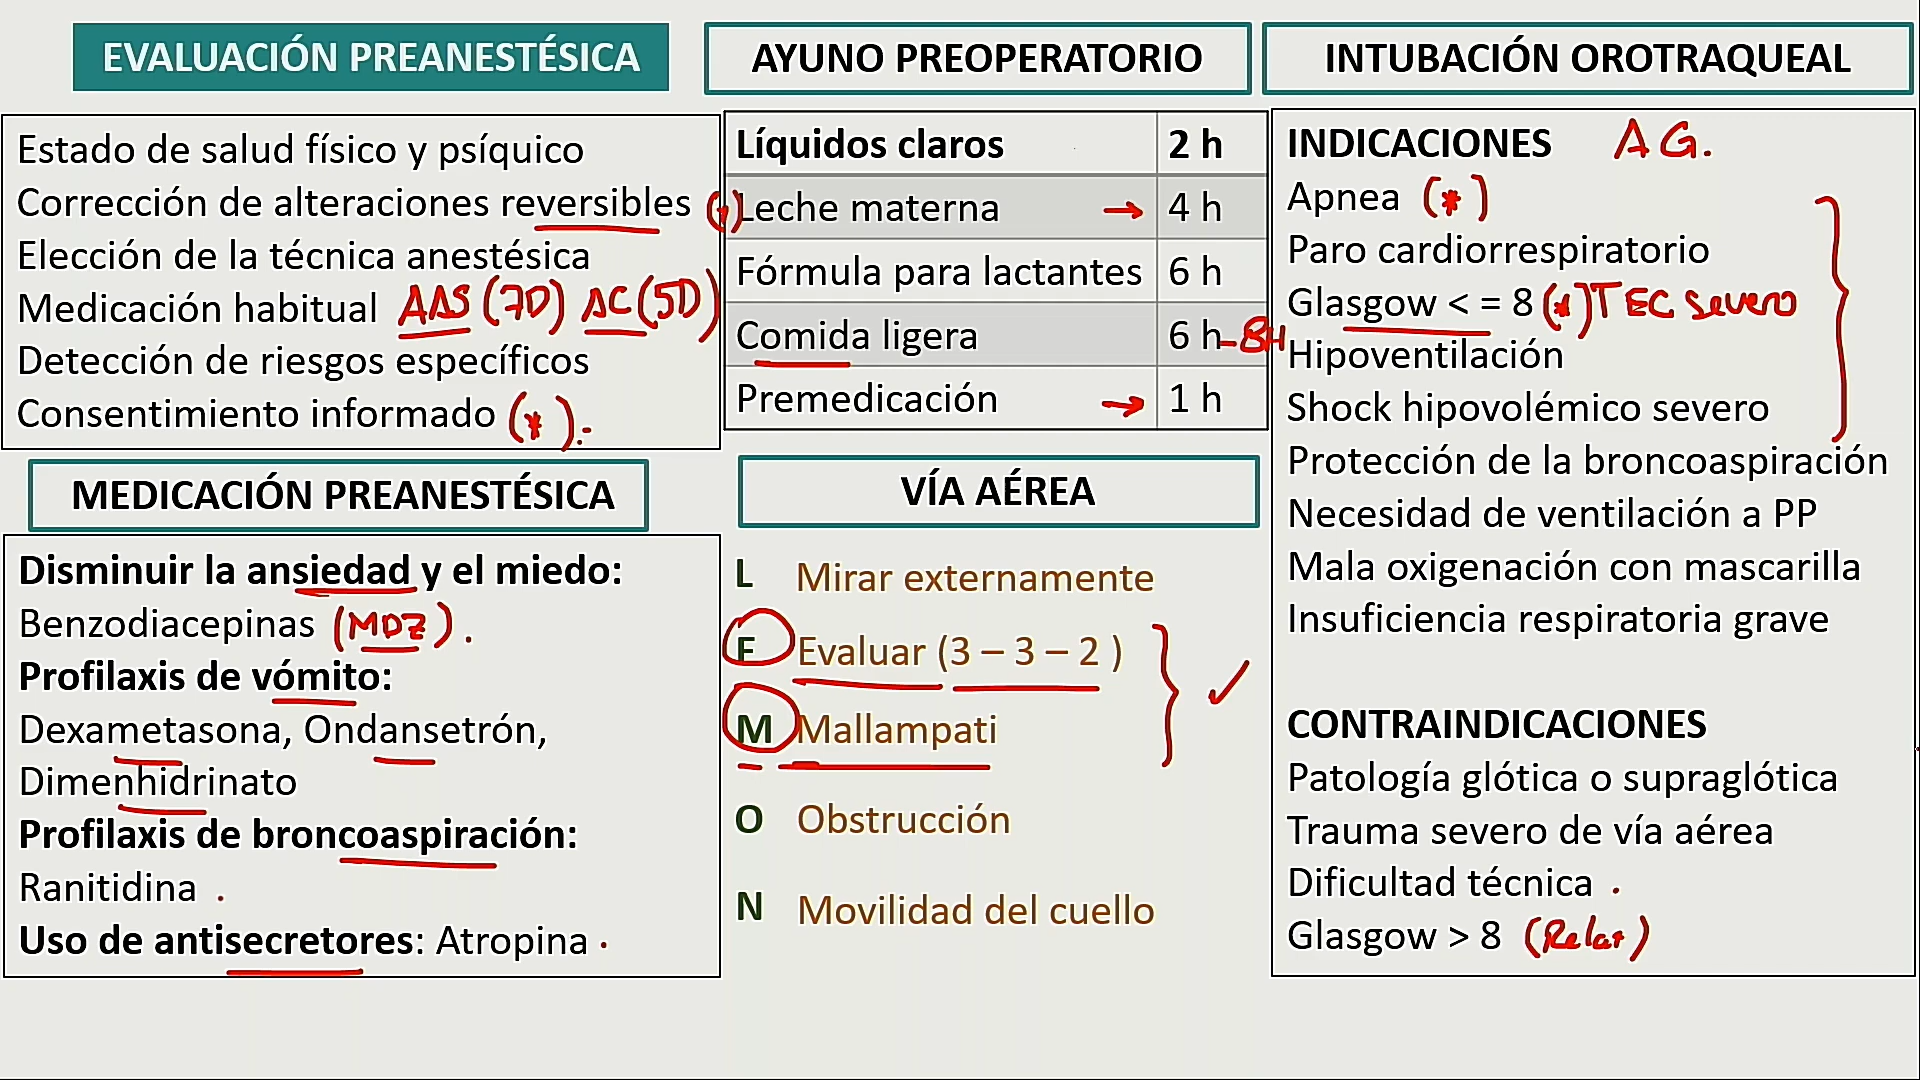 EVALUACIÓN PREANESTÉSICA
Estado de salud físico y psíquico
Corrección de alteraciones reversibles (*)
Elección de la técnica anestésica
Medicación habitual AAS (7D) AC (5D)
Detección de riesgos específicos
Consentimiento informado (*).
MEDICACIÓN PREANESTÉSICA
Disminuir la ansiedad y el miedo:
Benzodiacepinas (MDZ).
Profilaxis de vómito:
Dexametasona, Ondansetrón,
Dimenhidrinato
Profilaxis de broncoaspiración:
Ranitidina .
Uso de antisecretores: Atropina .
AYUNO PREOPERATORIO
Líquidos claros 2 h
Leche materna → 4 h
Fórmula para lactantes 6 h
Comida ligera 6 h - 8H
Premedicación → 1 h
VÍA AÉREA
L Mirar externamente
E Evaluar (3 – 3 – 2 )
M Mallampati
O Obstrucción
N Movilidad del cuello
INTUBACIÓN OROTRAQUEAL
INDICACIONES AG.
Apnea (*)
Paro cardiorrespiratorio
Glasgow < = 8 (*) TEC severo
Hipoventilación
Shock hipovolémico severo
Protección de la broncoaspiración
Necesidad de ventilación a PP
Mala oxigenación con mascarilla
Insuficiencia respiratoria grave
CONTRAINDICACIONES
Patología glótica o supraglótica
Trauma severo de vía aérea
Dificultad técnica .
Glasgow > 8 (Relat)